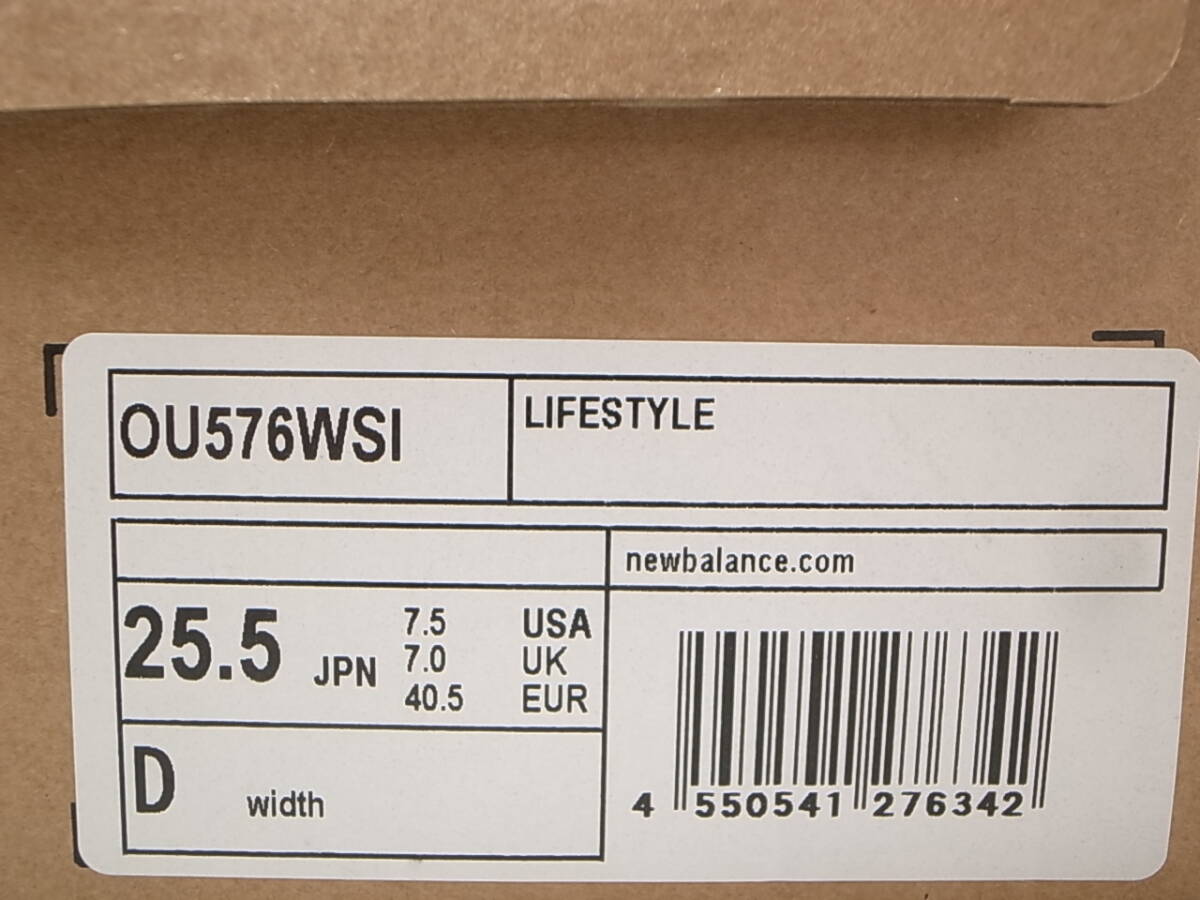 OU576WSI
LIFESTYLE
newbalance.com
25.5 JPN
7.5 USA
7.0 UK
40.5 EUR
D width
4 550541 276342